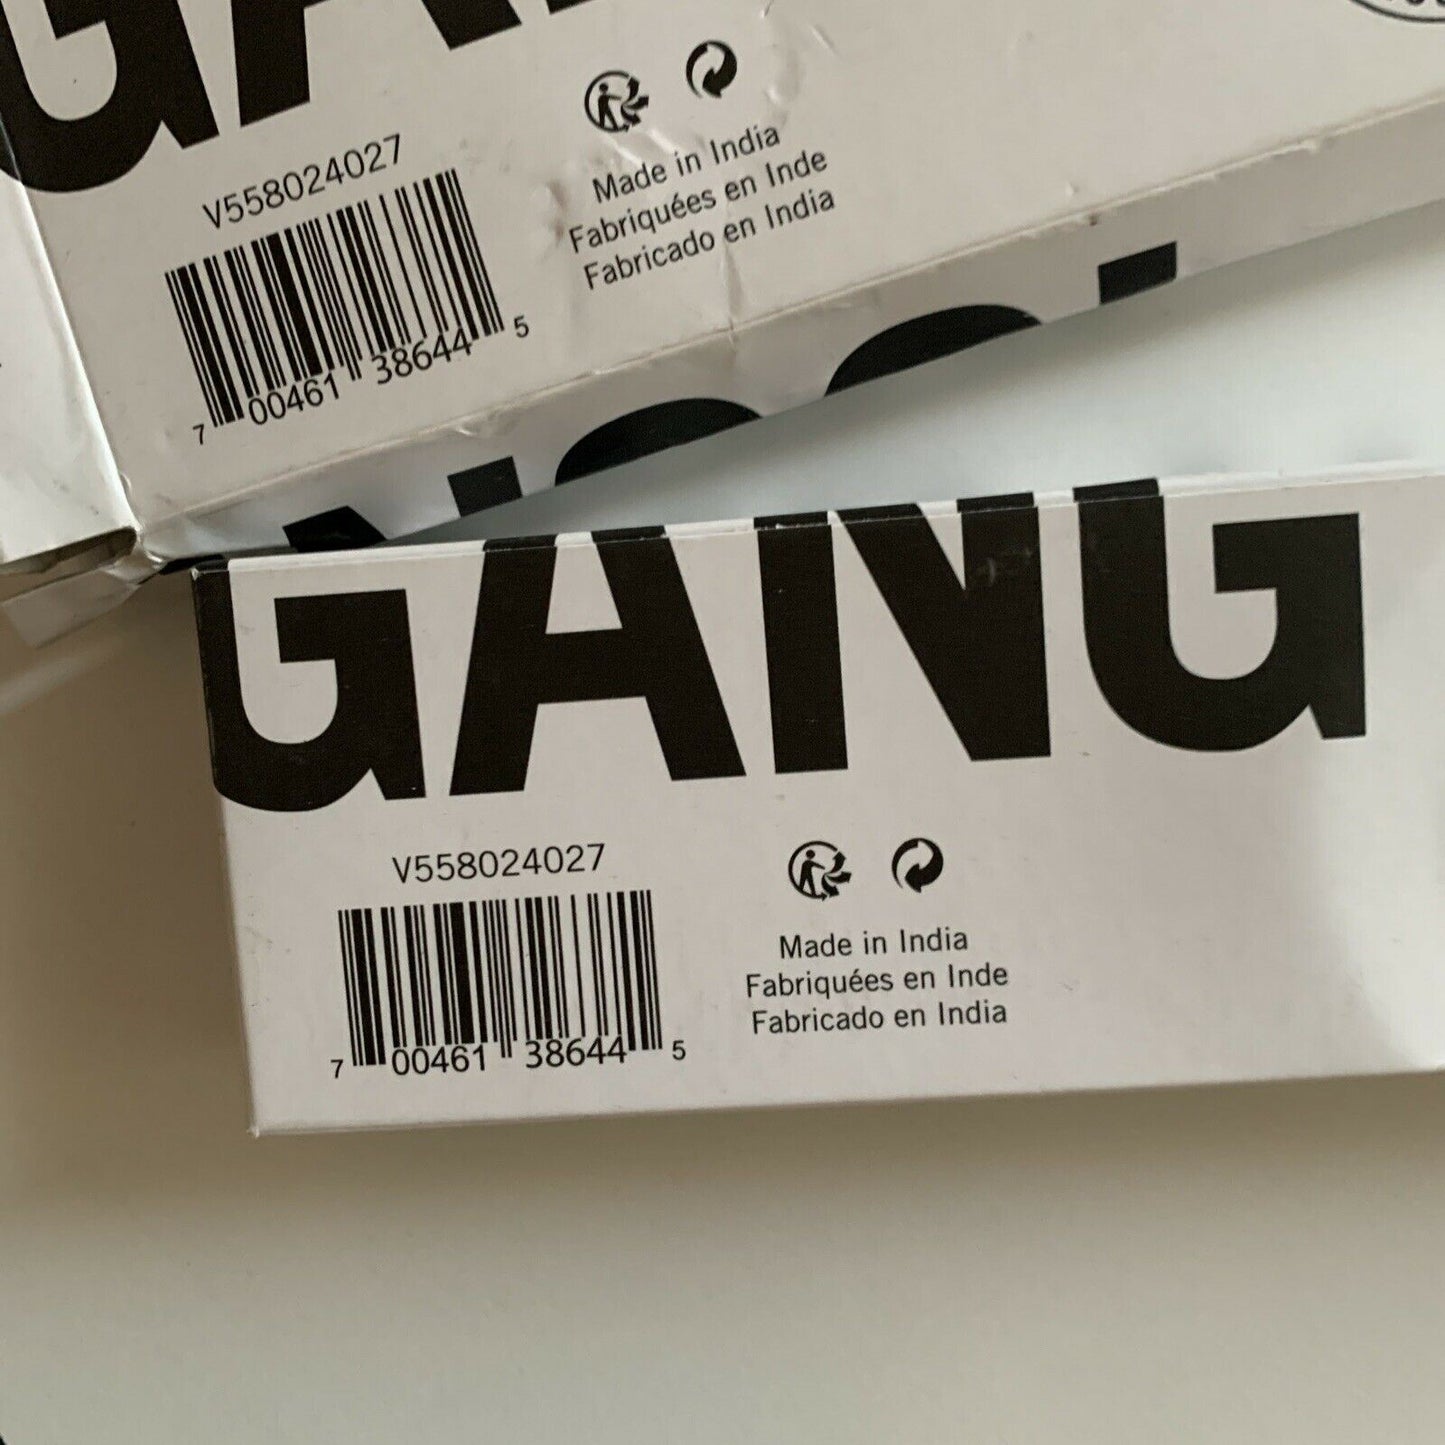 V558024027
7 00461 38644 5
Made in India
Fabriquées en Inde
Fabricado en India
GANG
V558024027
7 00461 38644 5
Made in India
Fabriquées en Inde
Fabricado en India